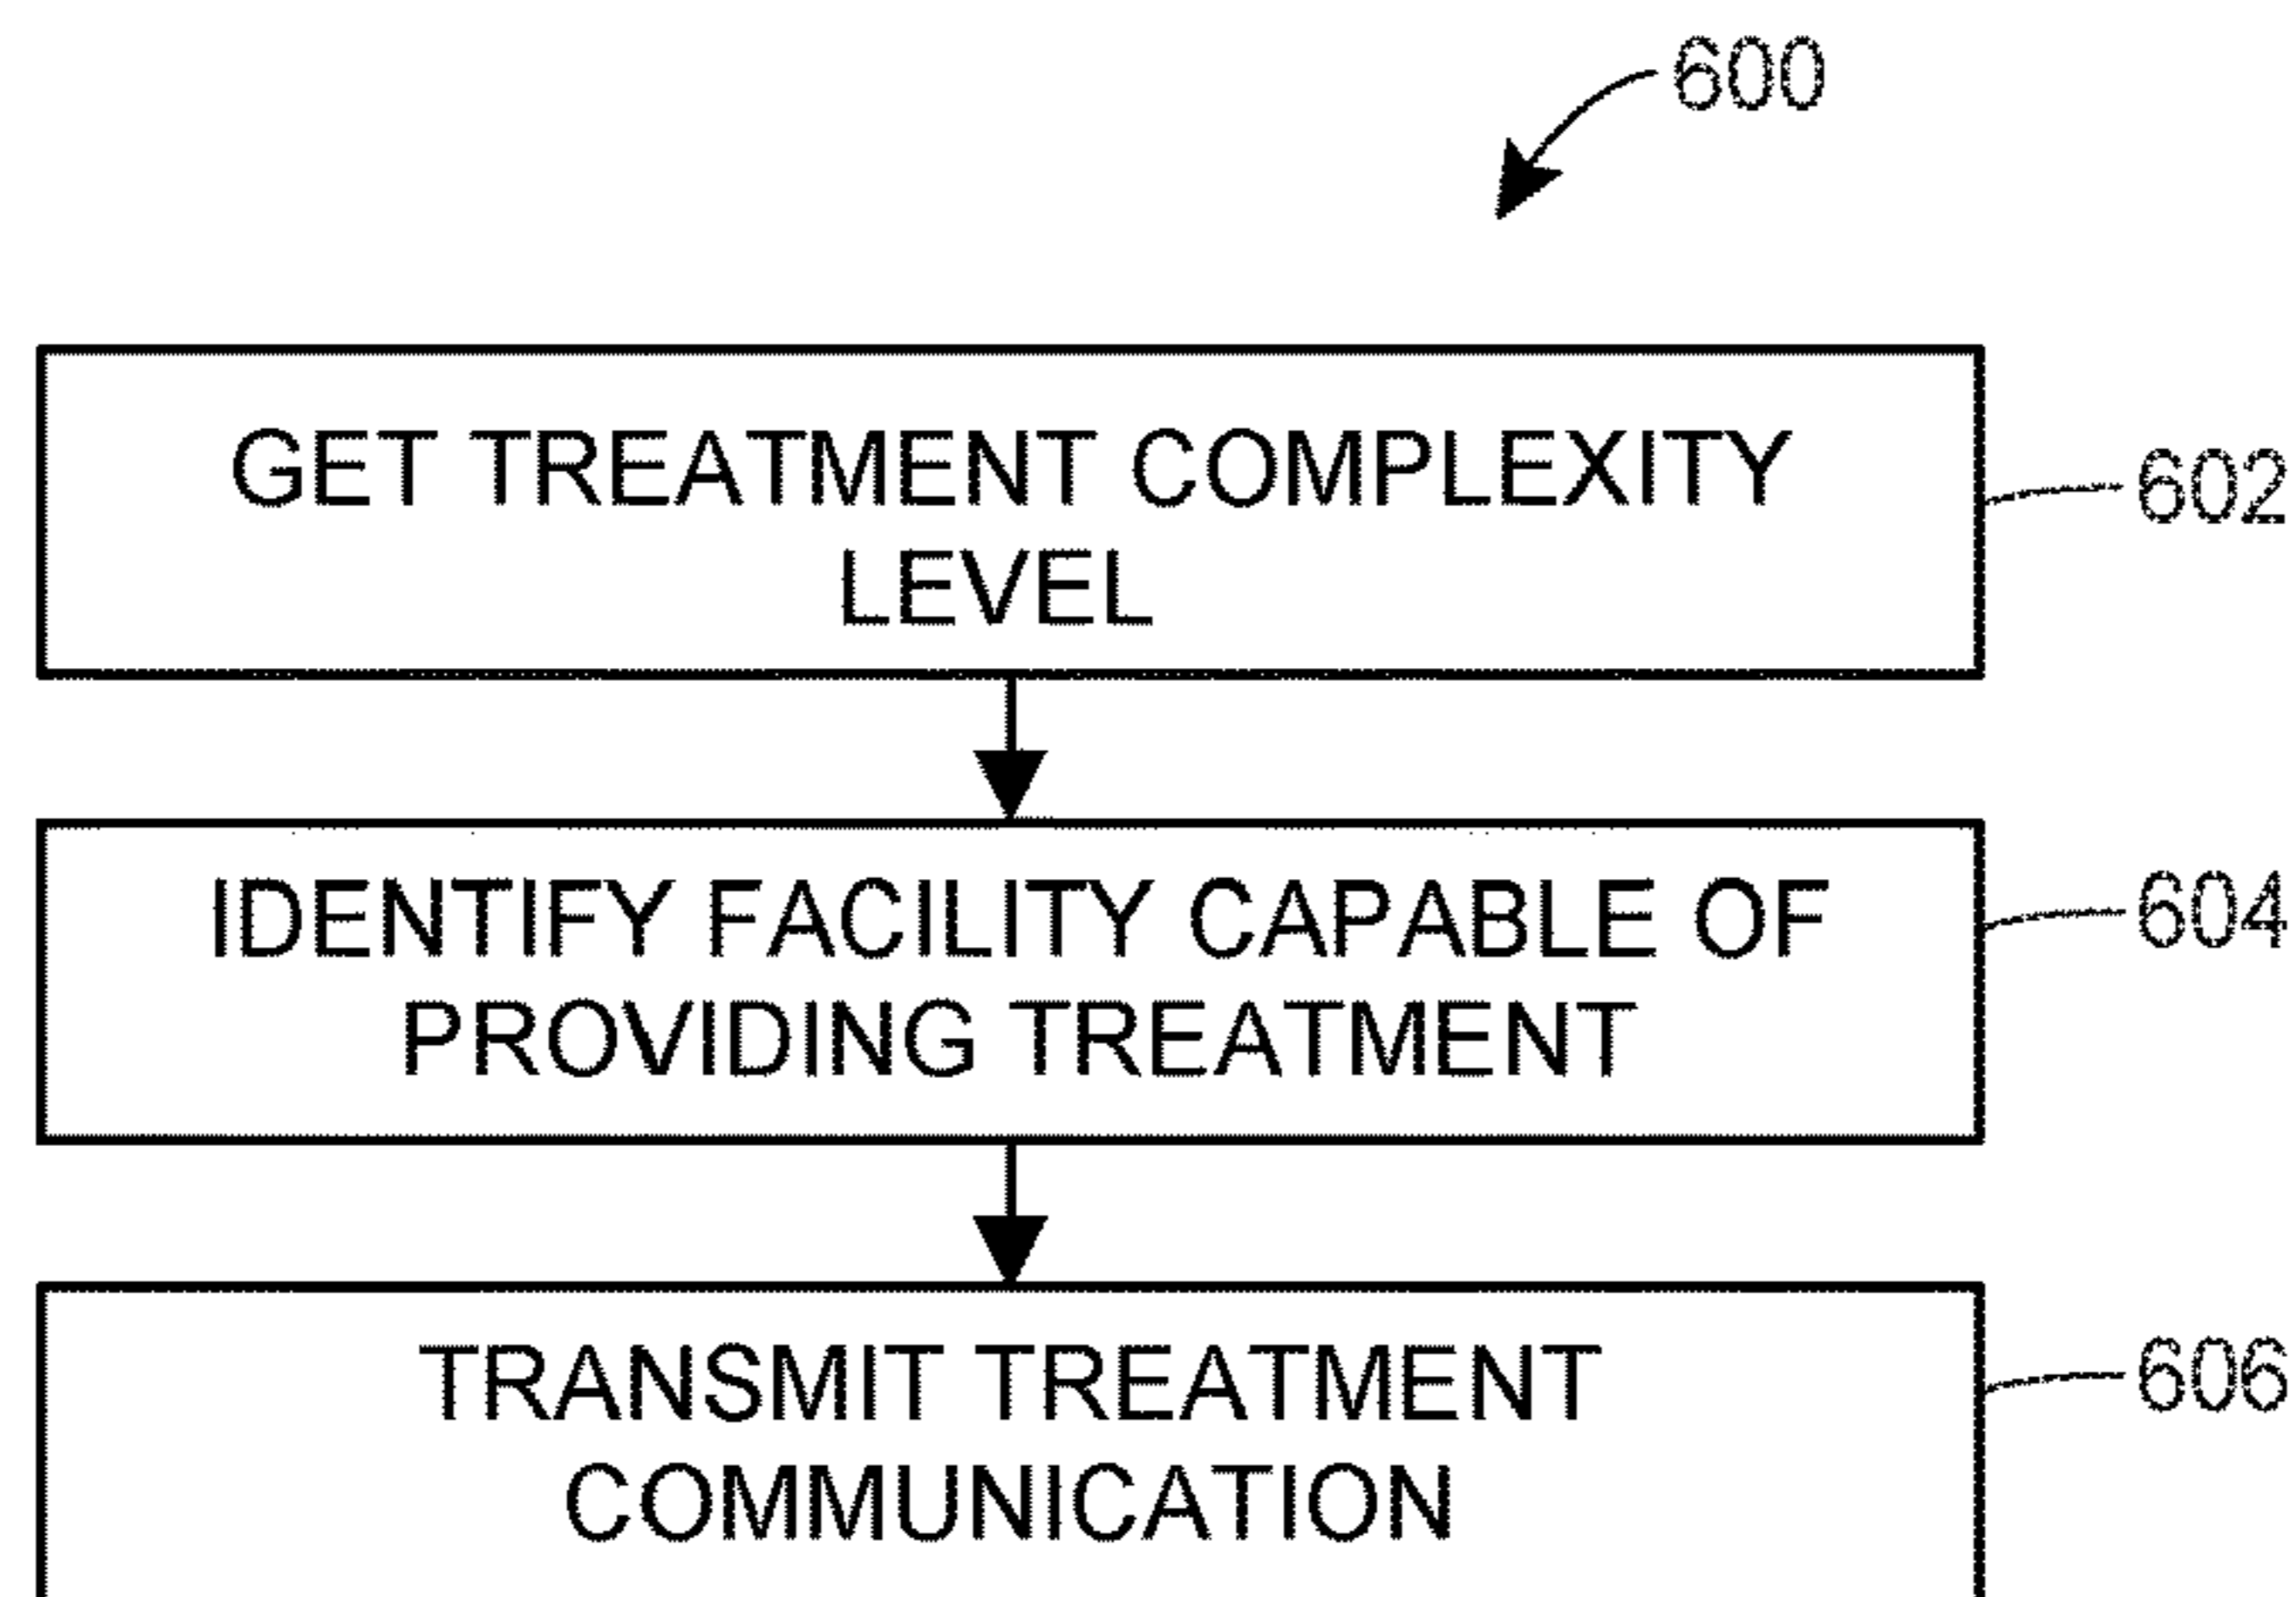 600
GET TREATMENT COMPLEXITY
LEVEL
602
IDENTIFY FACILITY CAPABLE OF
PROVIDING TREATMENT
604
TRANSMIT TREATMENT
COMMUNICATION
606